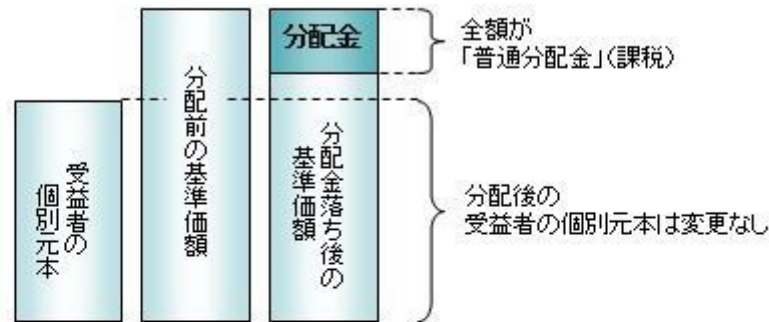 受益者の
個別元本
分配前の基準価額
分配金
分配金落ち後の
基準価額
全額が
「普通分配金」(課税)
分配後の
受益者の個別元本は変更なし